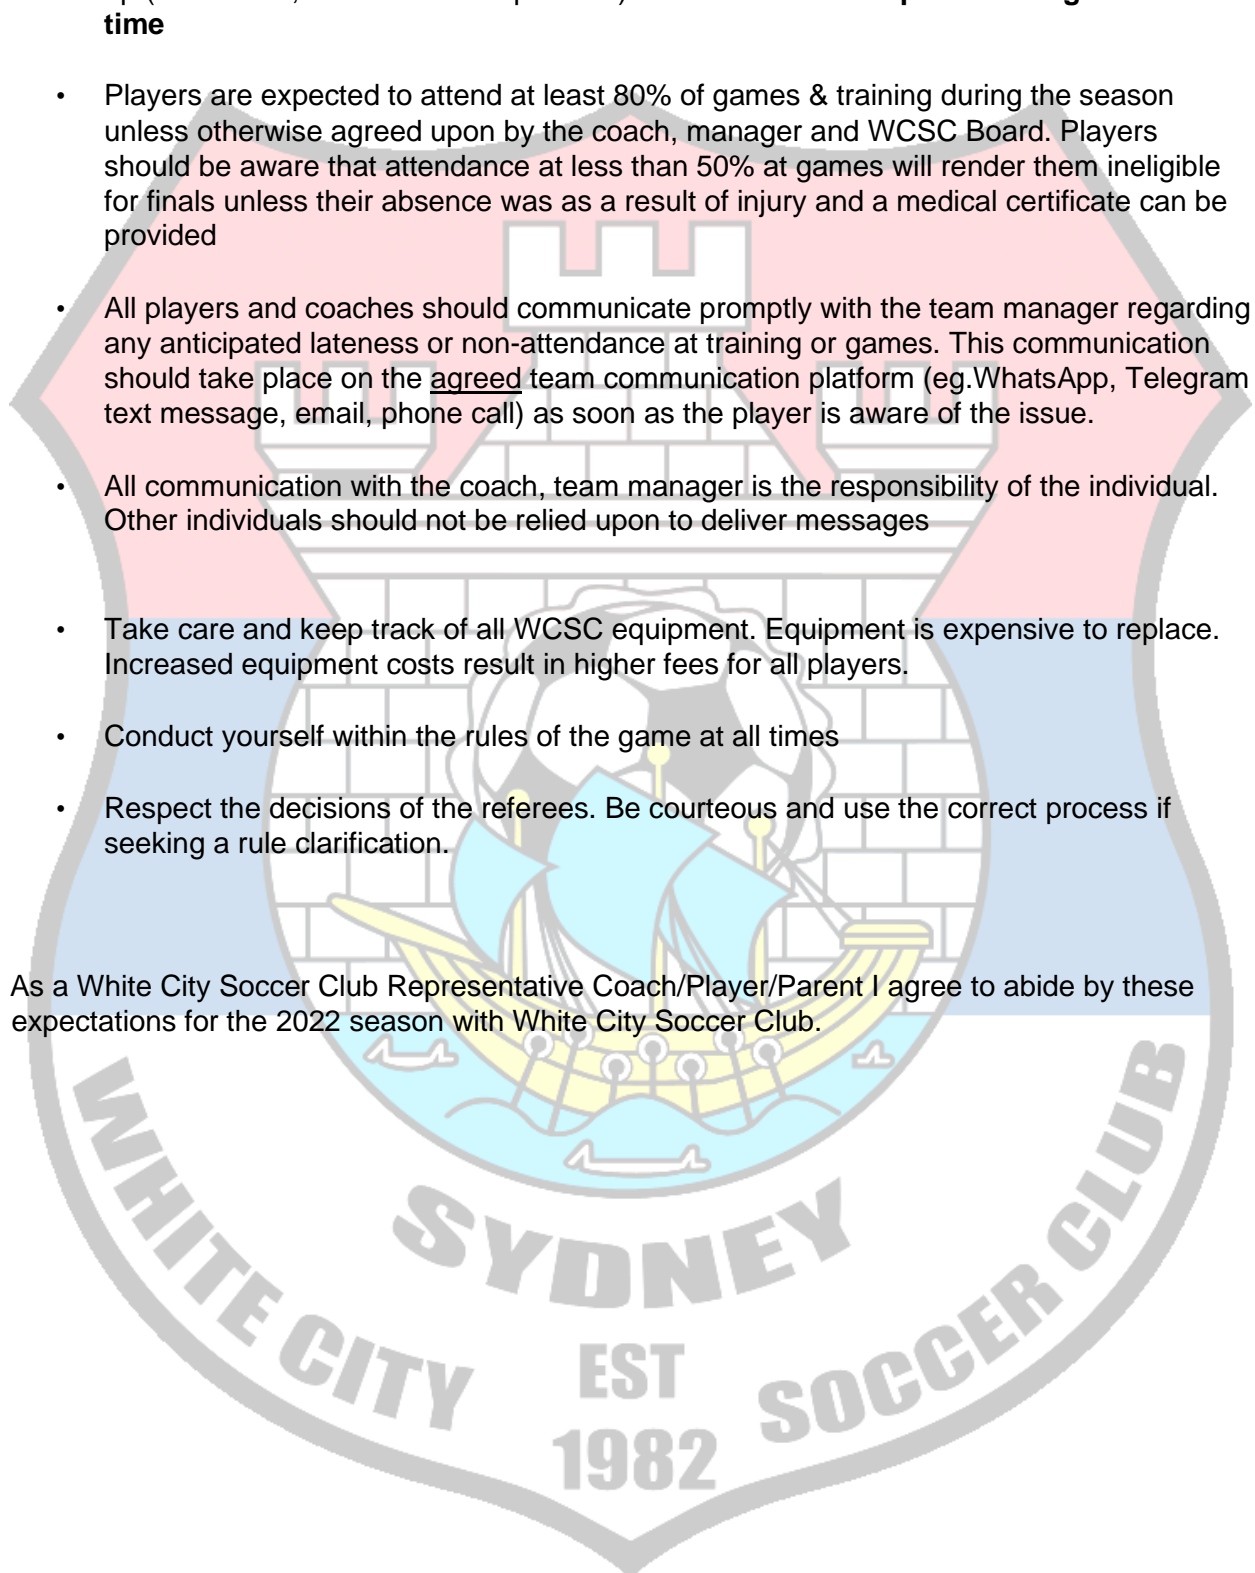 time
• Players are expected to attend at least 80% of games & training during the season
unless otherwise agreed upon by the coach, manager and WCSC Board. Players
should be aware that attendance at less than 50% at games will render them ineligible
for finals unless their absence was as a result of injury and a medical certificate can be
provided
• All players and coaches should communicate promptly with the team manager regarding
any anticipated lateness or non-attendance at training or games. This communication
should take place on the agreed team communication platform (eg.WhatsApp, Telegram
text message, email, phone call) as soon as the player is aware of the issue.
• All communication with the coach, team manager is the responsibility of the individual.
Other individuals should not be relied upon to deliver messages
• Take care and keep track of all WCSC equipment. Equipment is expensive to replace.
Increased equipment costs result in higher fees for all players.
• Conduct yourself within the rules of the game at all times
• Respect the decisions of the referees. Be courteous and use the correct process if
seeking a rule clarification.
As a White City Soccer Club Representative Coach/Player/Parent I agree to abide by these
expectations for the 2022 season with White City Soccer Club.
WHITE CITY SOCCER CLUB
SYDNEY
EST
1982